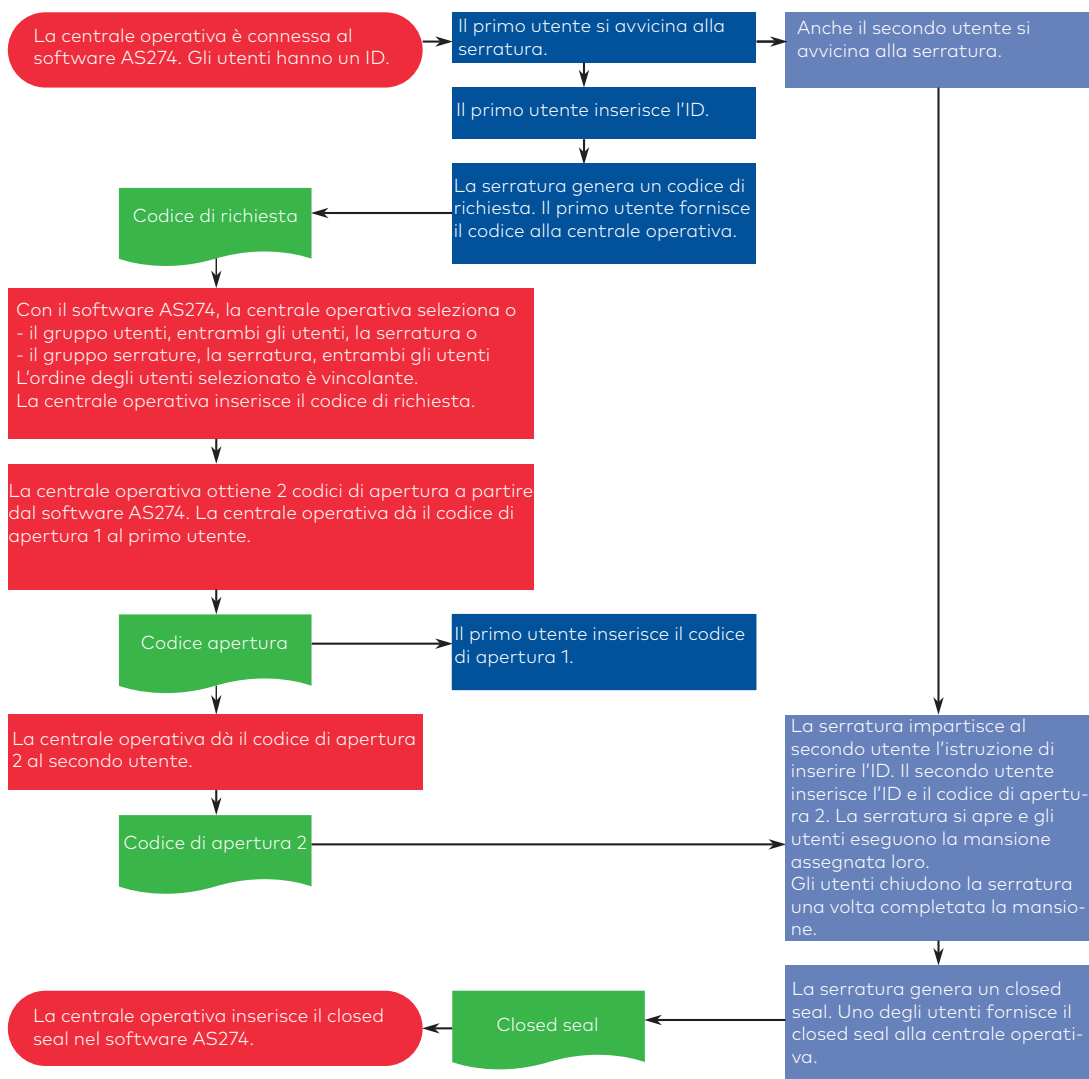 La centrale operativa è connessa al
software AS274. Gli utenti hanno un ID.
Il primo utente si avvicina alla
serratura.
Anche il secondo utente si
avvicina alla serratura.
Il primo utente inserisce l'ID.
La serratura genera un codice di
richiesta. Il primo utente fornisce
il codice alla centrale operativa.
Codice di richiesta
Con il software AS274, la centrale operativa seleziona o
- il gruppo utenti, entrambi gli utenti, la serratura o
- il gruppo serrature, la serratura, entrambi gli utenti
L'ordine degli utenti selezionato è vincolante.
La centrale operativa inserisce il codice di richiesta.
La centrale operativa ottiene 2 codici di apertura a partire
dal software AS274. La centrale operativa dà il codice di
apertura 1 al primo utente.
Codice apertura
Il primo utente inserisce il codice
di apertura 1.
La centrale operativa dà il codice di apertura
2 al secondo utente.
Codice di apertura 2
La serratura impartisce al
secondo utente l'istruzione di
inserire l'ID. Il secondo utente
inserisce l'ID e il codice di apertu-
ra 2. La serratura si apre e gli
utenti eseguono la mansione
assegnata loro.
Gli utenti chiudono la serratura
una volta completata la mansio-
ne.
La serratura genera un closed
seal. Uno degli utenti fornisce il
closed seal alla centrale operati-
va.
Closed seal
La centrale operativa inserisce il closed
seal nel software AS274.